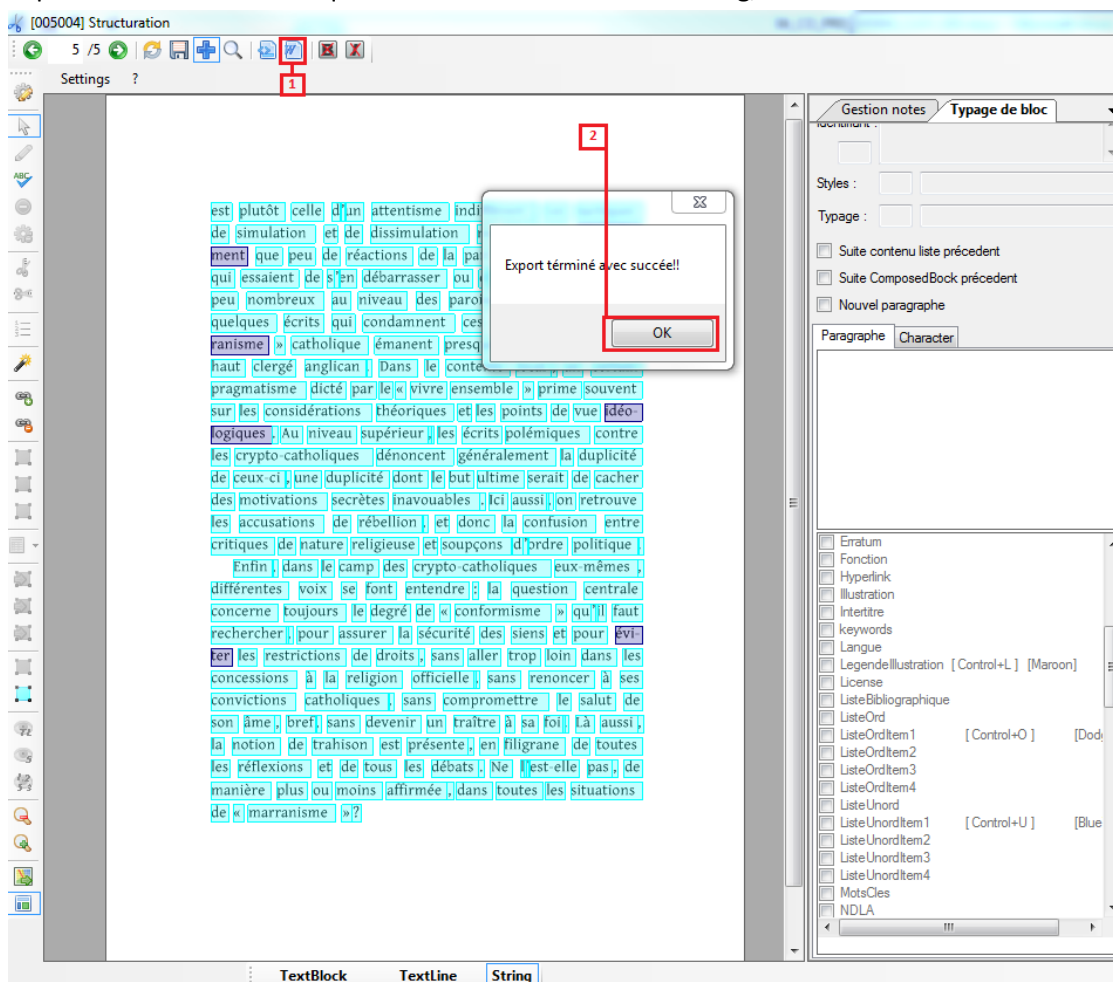 [005004] Structuration
5 /5
Settings ?
1
2
est plutôt celle d'un attentisme
de simulation et de dissimulation
ment que peu de réactions de la
qui essaient de s'en débarrasser ou
peu nombreux au niveau des
quelques écrits qui condamnent
ranisme » catholique émanent
haut clergé anglican. Dans le
pragmatisme dicté par le « vivre ensemble » prime souvent
sur les considérations théoriques et les points de vue idéo-
logiques. Au niveau supérieur, les écrits polémiques contre
les crypto-catholiques dénoncent généralement la duplicité
de ceux-ci, une duplicité dont le but ultime serait de cacher
des motivations secrètes inavouables. Ici aussi, on retrouve
les accusations de rébellion, et donc la confusion entre
critiques de nature religieuse et soupçons d'ordre politique.
Enfin, dans le camp des crypto-catholiques eux-mêmes,
différentes voix se font entendre : la question centrale
concerne toujours le degré de « conformisme » qu'il faut
rechercher, pour assurer la sécurité des siens et pour évi-
ter les restrictions de droits, sans aller trop loin dans les
concessions à la religion officielle, sans renoncer à ses
convictions catholiques, sans compromettre le salut de
son âme, bref, sans devenir un traître à sa foi. Là aussi,
la notion de trahison est présente, en filigrane de toutes
les réflexions et de tous les débats. Ne l'est-elle pas, de
manière plus ou moins affirmée, dans toutes les situations
de « marranisme »?
Export términé avec succée!!
OK
Gestion notes Typage de bloc
Identifiant :
Styles :
Typage :
Suite contenu liste précedent
Suite ComposedBock précedent
Nouvel paragraphe
Paragraphe Character
Erratum
Fonction
Hyperlink
Illustration
Intertitre
keywords
Langue
LegendeIllustration [ Control+L ] [Maroon]
License
ListeBibliographique
ListeOrd
ListeOrdItem1 [ Control+O ] [Dod
ListeOrdItem2
ListeOrdItem3
ListeOrdItem4
ListeUnord
ListeUnordItem1 [ Control+U ] [Blue
ListeUnordItem2
ListeUnordItem3
ListeUnordItem4
MotsCles
NDLA
TextBlock TextLine String